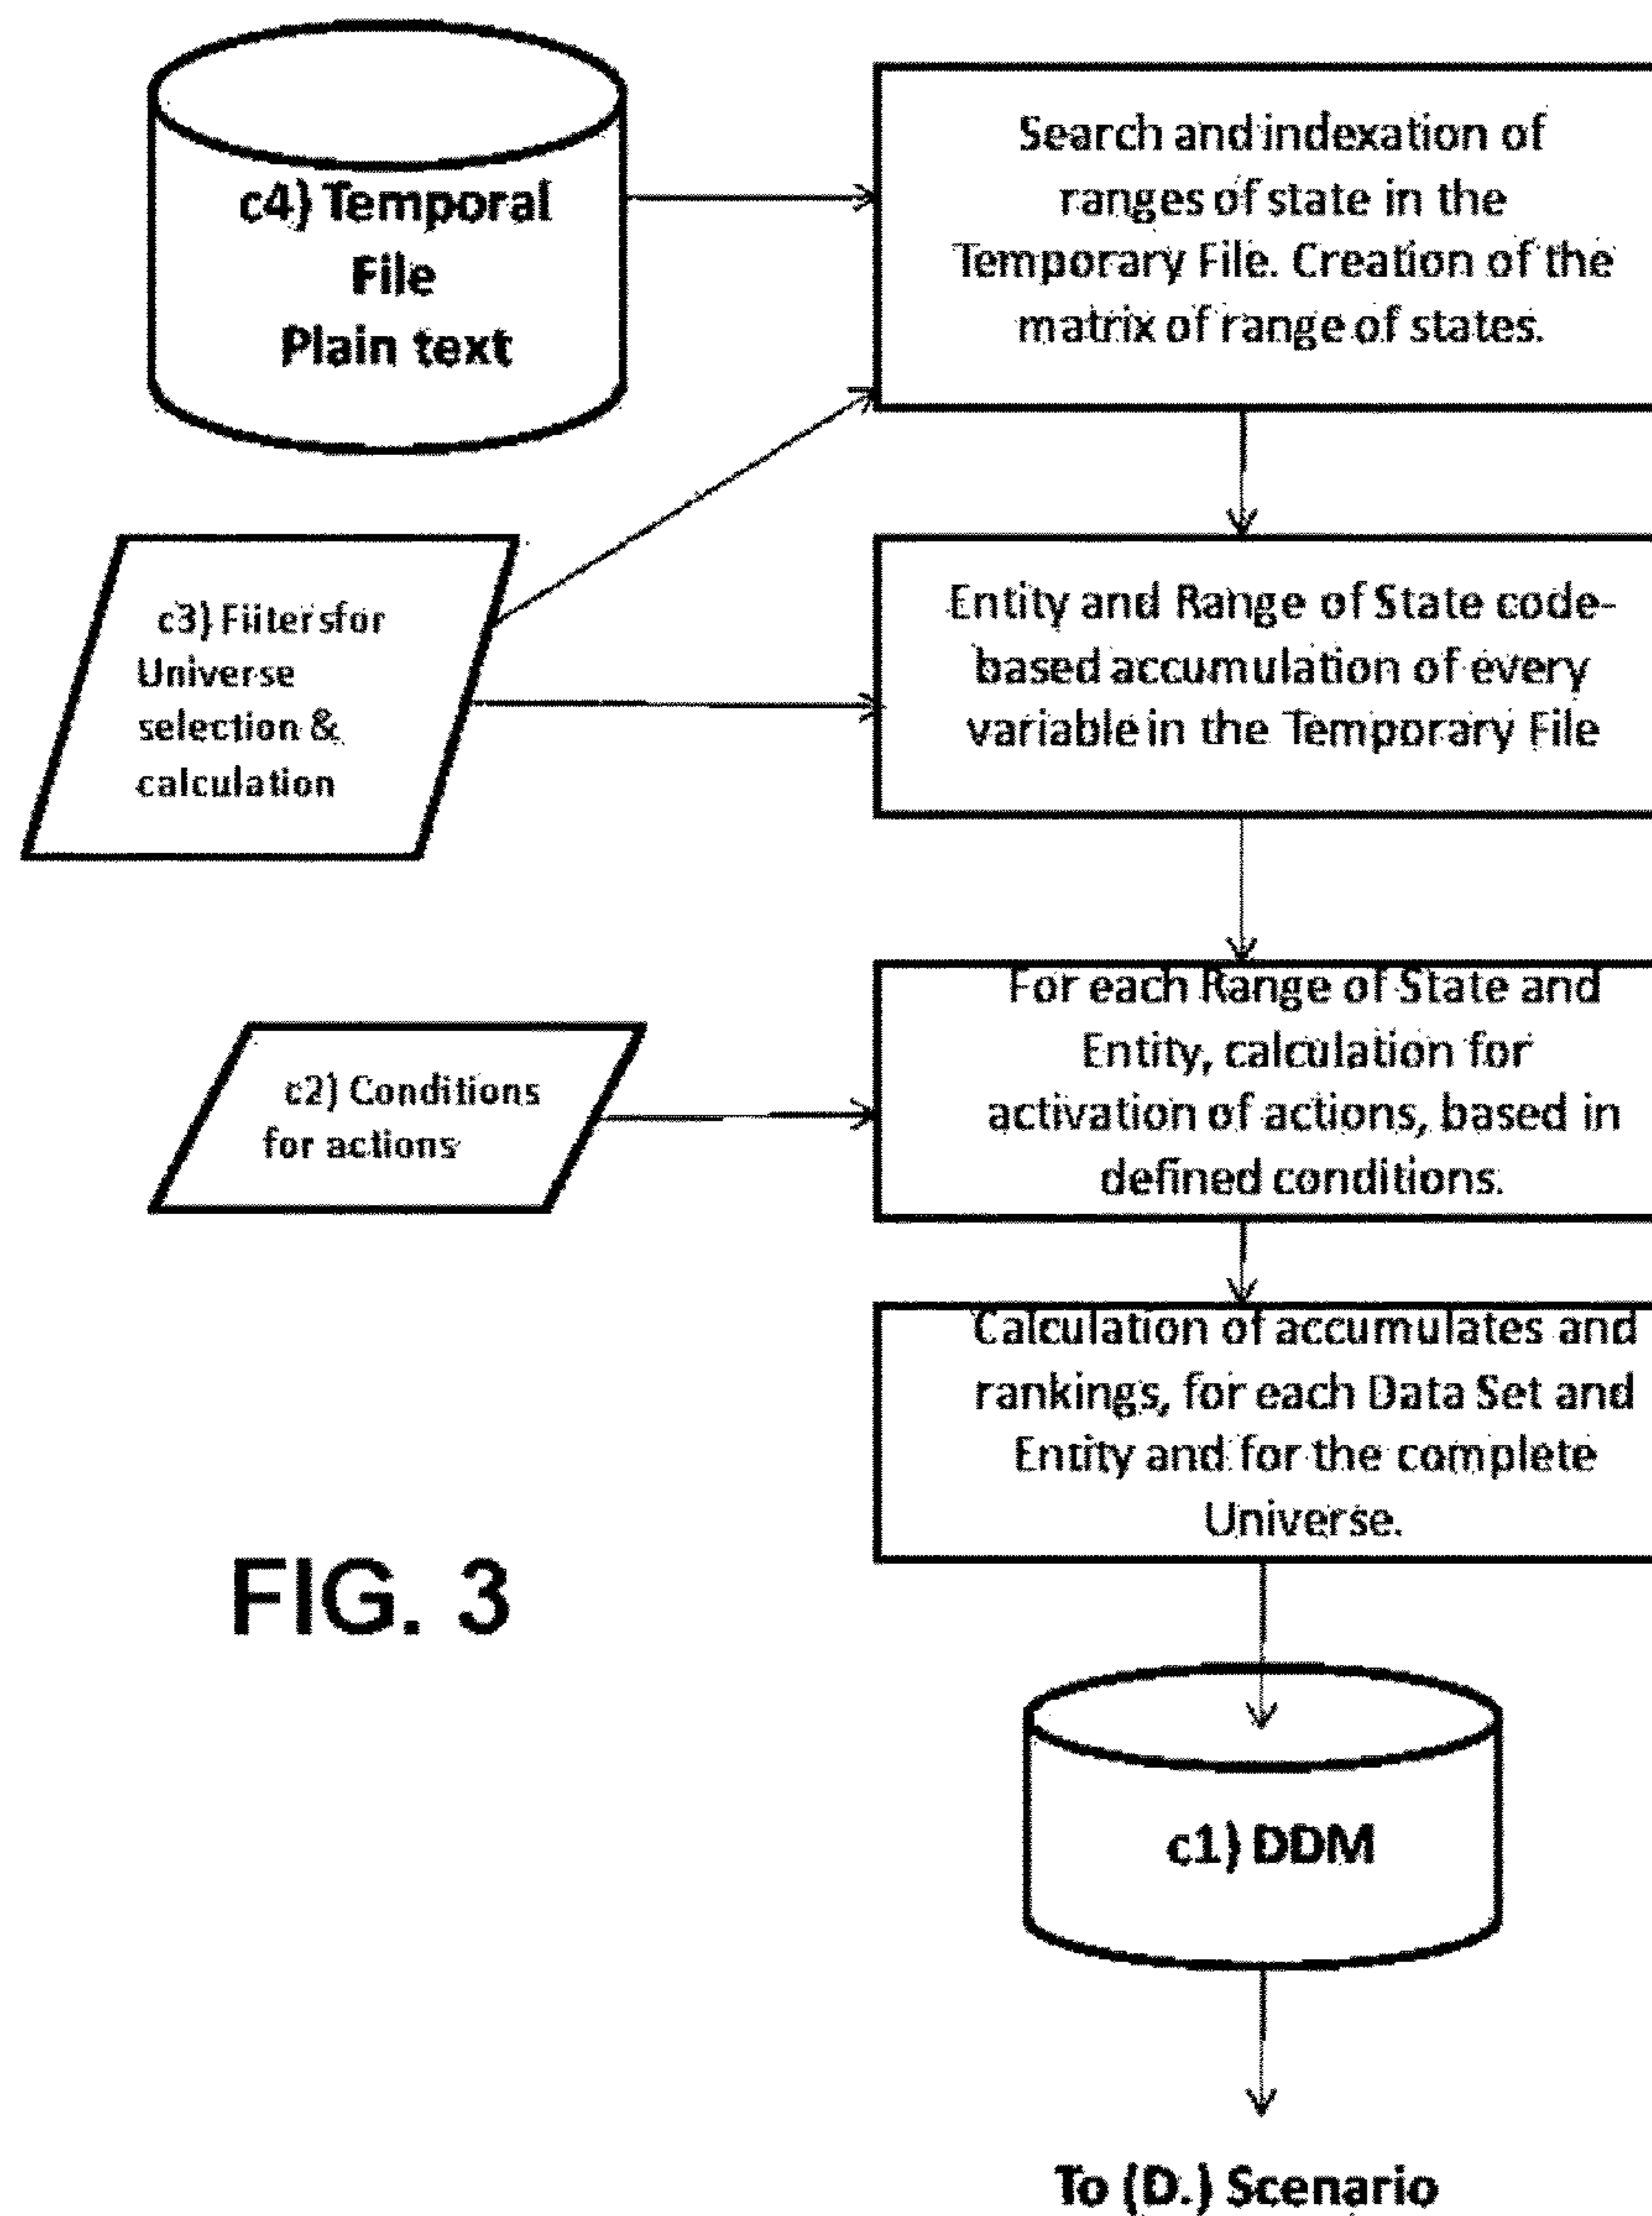 c4) Temporal
File
Plain text
Search and indexation of
ranges of state in the
Temporary File. Creation of the
matrix of range of states.
c3) Fiitersfor
Universe
selection &
calculation
Entity and Range of State code-
based accumulation of every
variable in the Temporary File
c2) Conditions
for actions
For each Range of State and
Entity, calculation for
activation of actions, based in
defined conditions.
Calculation of accumulates and
rankings, for each Data Set and
Entity and for the complete
Universe.
FIG. 3
c1) DDM
To (D.) Scenario